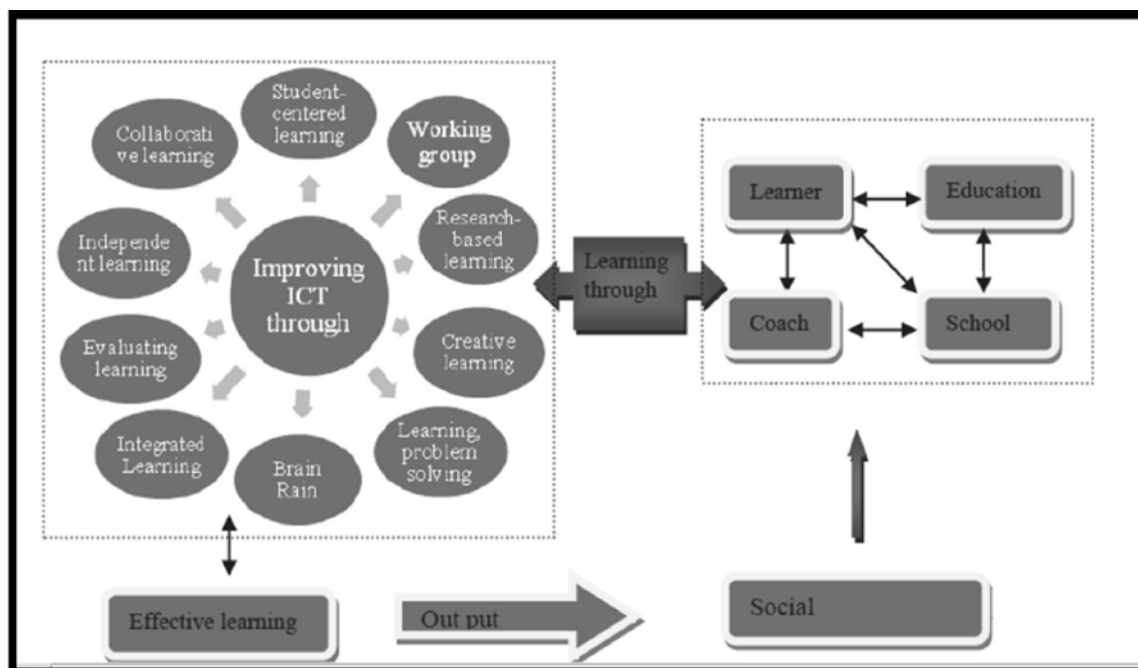 Student-
centered
learning
Working
group
Collaborati
ve learning
Research-
based
learning
Independe
nt learning
Improving
ICT
through
Creative
learning
Evaluating
learning
Learning,
problem
solving
Integrated
Learning
Brain
Rain
Learning
through
Learner
Education
Coach
School
Effective learning
Out put
Social